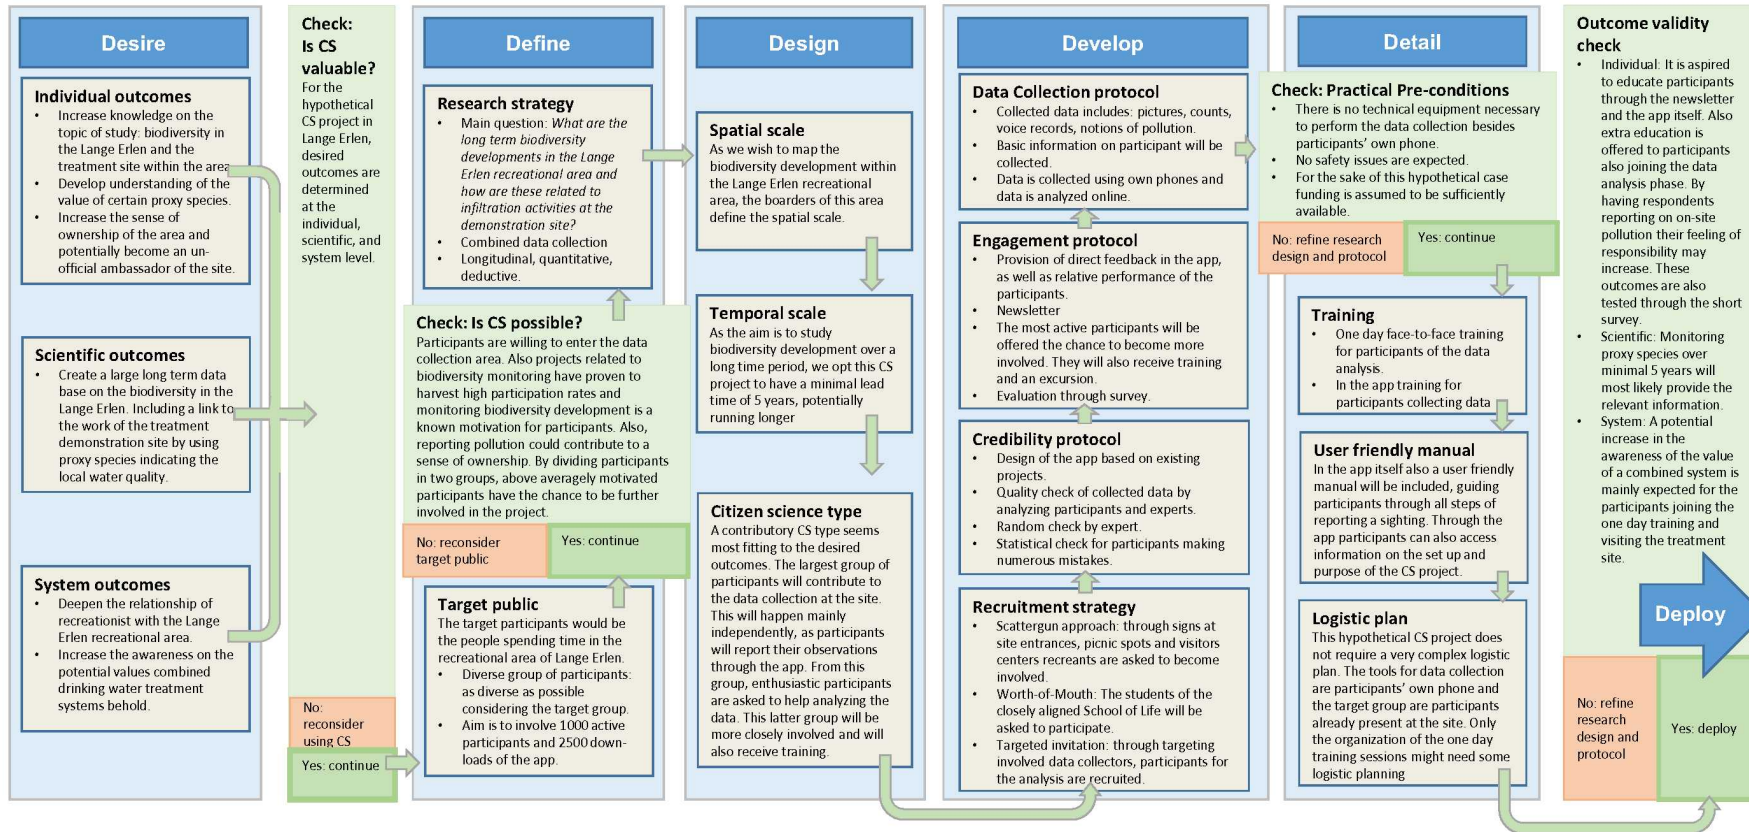 Desire
Individual outcomes
• Increase knowledge on the
topic of study: biodiversity in
the Lange Erlen and the
treatment site within the area
• Develop understanding of the
value of certain proxy species.
• Increase the sense of
ownership of the area and
potentially become an un-
official ambassador of the site.
Scientific outcomes
• Create a large long term data
base on the biodiversity in the
Lange Erlen. Including a link to
the work of the treatment
demonstration site by using
proxy species indicating the
local water quality.
System outcomes
• Deepen the relationship of
recreationist with the Lange
Erlen recreational area.
• Increase the awareness on the
potential values combined
drinking water treatment
systems behold.
Check:
Is CS
valuable?
For the
hypothetical
CS project in
Lange Erlen,
desired
outcomes are
determined
at the
individual,
scientific, and
system level.
No:
reconsider
using CS
Yes: continue
Define
Research strategy
• Main question: What are the
long term biodiversity
developments in the Lange
Erlen recreational area and
how are these related to
infiltration activities at the
demonstration site?
• Combined data collection
• Longitudinal, quantitative,
deductive.
Check: Is CS possible?
Participants are willing to enter the data
collection area. Also projects related to
biodiversity monitoring have proven to
harvest high participation rates and
monitoring biodiversity development is a
known motivation for participants. Also,
reporting pollution could contribute to a
sense of ownership. By dividing participants
in two groups, above averagely motivated
participants have the chance to be further
involved in the project.
No: reconsider
target public
Yes: continue
Target public
The target participants would be
the people spending time in the
recreational area of Lange Erlen.
• Diverse group of participants:
as diverse as possible
considering the target group.
• Aim is to involve 1000 active
participants and 2500 down-
loads of the app.
Design
Spatial scale
As we wish to map the
biodiversity development within
the Lange Erlen recreational
area, the boarders of this area
define the spatial scale.
Temporal scale
As the aim is to study
biodiversity development over a
long time period, we opt this CS
project to have a minimal lead
time of 5 years, potentially
running longer
Citizen science type
A contributory CS type seems
most fitting to the desired
outcomes. The largest group of
participants will contribute to
the data collection at the site.
This will happen mainly
independently, as participants
will report their observations
through the app. From this
group, enthusiastic participants
are asked to help analyzing the
data. This latter group will be
more closely involved and will
also receive training.
Develop
Data Collection protocol
• Collected data includes: pictures, counts,
voice records, notions of pollution.
• Basic information on participant will be
collected.
• Data is collected using own phones and
data is analyzed online.
Engagement protocol
• Provision of direct feedback in the app,
as well as relative performance of the
participants.
• Newsletter
• The most active participants will be
offered the chance to become more
involved. They will also receive training
and an excursion.
• Evaluation through survey.
Credibility protocol
• Design of the app based on existing
projects.
• Quality check of collected data by
analyzing participants and experts.
• Random check by expert.
• Statistical check for participants making
numerous mistakes.
Recruitment strategy
• Scattergun approach: through signs at
site entrances, picnic spots and visitors
centers recreants are asked to become
involved.
• Worth-of-Mouth: The students of the
closely aligned School of Life will be
asked to participate.
• Targeted invitation: through targeting
involved data collectors, participants for
the analysis are recruited.
Detail
Check: Practical Pre-conditions
• There is no technical equipment necessary
to perform the data collection besides
participants' own phone.
• No safety issues are expected.
• For the sake of this hypothetical case
funding is assumed to be sufficiently
available.
No: refine research
design and protocol
Yes: continue
Training
• One day face-to-face training
for participants of the data
analysis.
• In the app training for
participants collecting data
User friendly manual
In the app itself also a user friendly
manual will be included, guiding
participants through all steps of
reporting a sighting. Through the
app participants can also access
information on the set up and
purpose of the CS project.
Logistic plan
This hypothetical CS project does
not require a very complex logistic
plan. The tools for data collection
are participants' own phone and
the target group are participants
already present at the site. Only
the organization of the one day
training sessions might need some
logistic planning
Outcome validity
check
• Individual: It is aspired
to educate participants
through the newsletter
and the app itself. Also
extra education is
offered to participants
also joining the data
analysis phase. By
having respondents
reporting on on-site
pollution their feeling of
responsibility may
increase. These
outcomes are also
tested through the short
survey.
• Scientific: Monitoring
proxy species over
minimal 5 years will
most likely provide the
relevant information.
• System: A potential
increase in the
awareness of the value
of a combined system is
mainly expected for the
participants joining the
one day training and
visiting the treatment
site.
Deploy
No: refine
research
design and
protocol
Yes: deploy